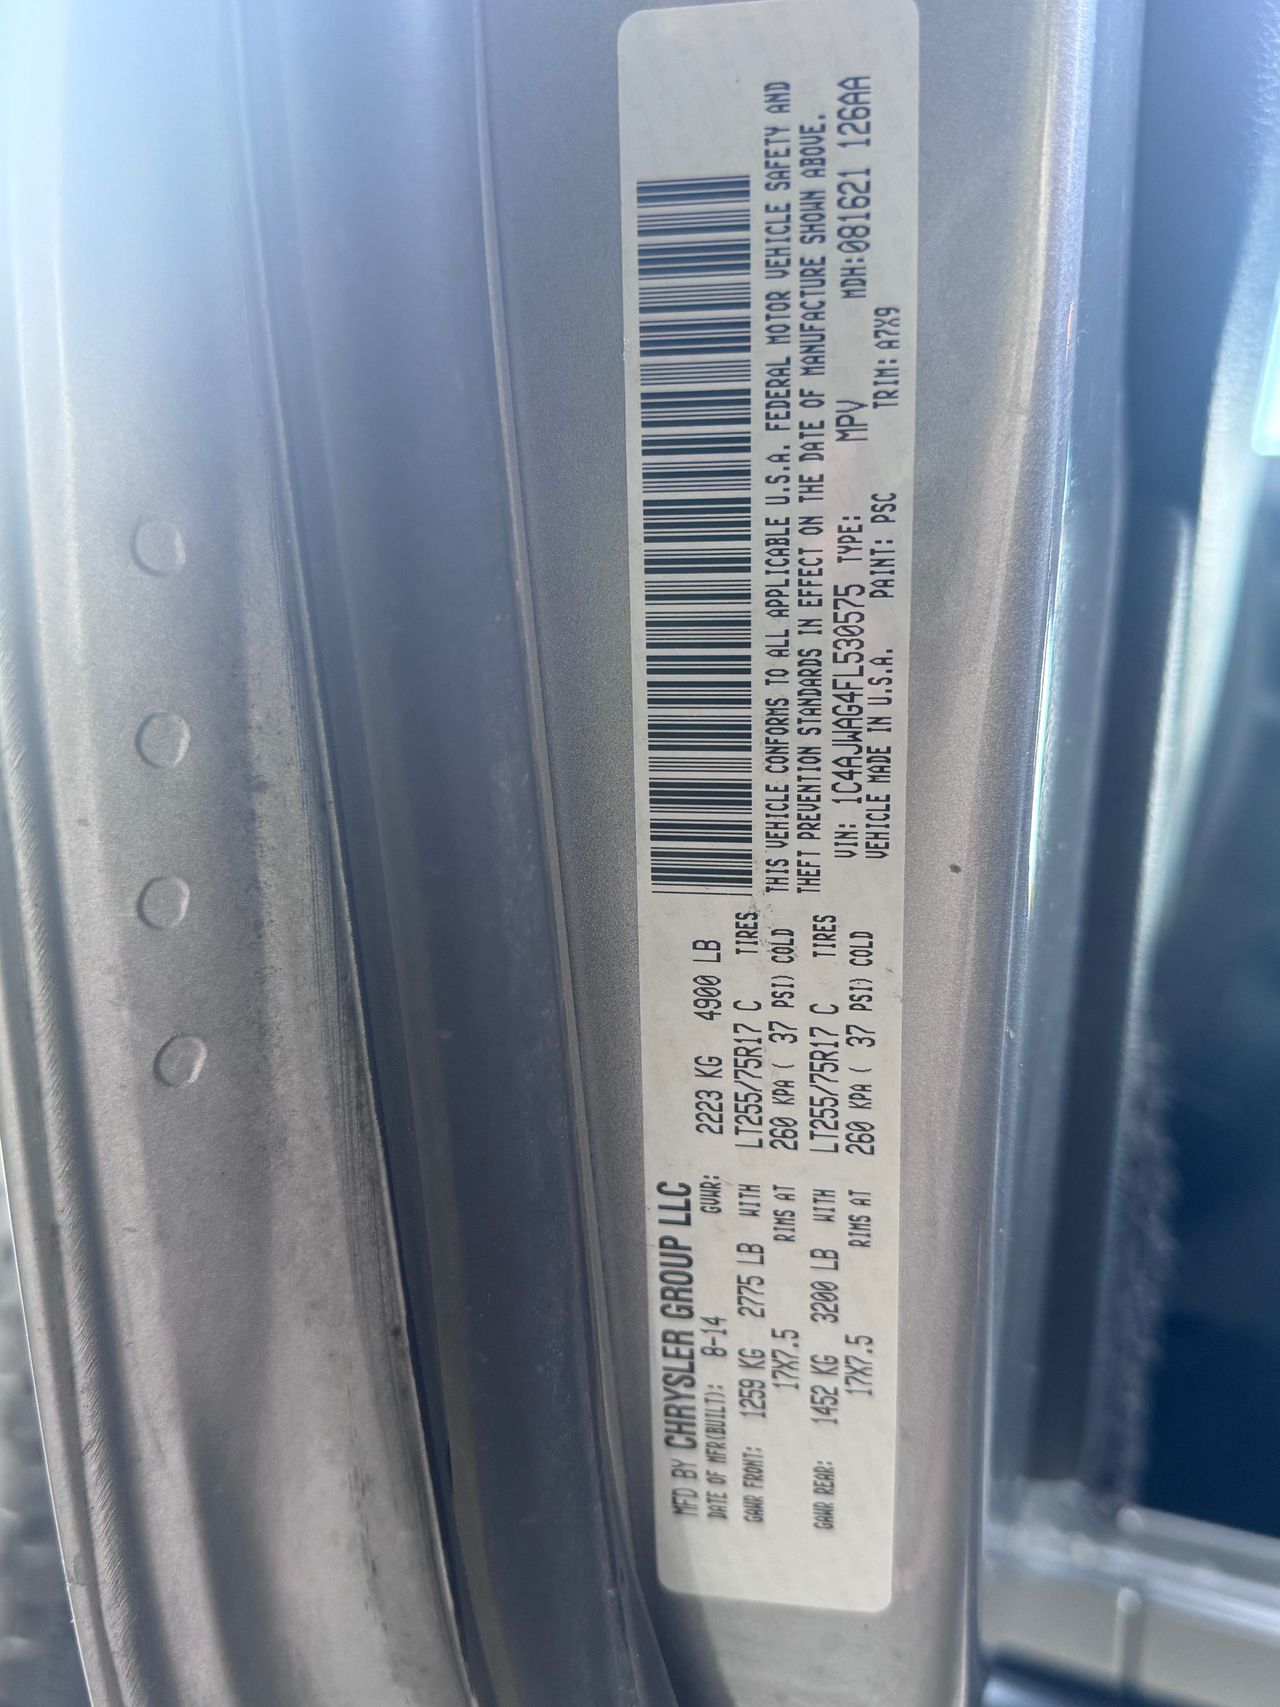 MFD BY CHRYSLER GROUP LLC
DATE OF MFR(BUILT): 8-14 GVWR: 2223 KG 4900 LB
GAWR FRONT: 1259 KG 2775 LB WITH LT255/75R17 C TIRES
17X7.5 RIMS AT 260 KPA ( 37 PSI) COLD
GAWR REAR: 1452 KG 3200 LB WITH LT255/75R17 C TIRES
17X7.5 RIMS AT 260 KPA ( 37 PSI) COLD
THIS VEHICLE CONFORMS TO ALL APPLICABLE U.S.A. FEDERAL MOTOR VEHICLE SAFETY AND
THEFT PREVENTION STANDARDS IN EFFECT ON THE DATE OF MANUFACTURE SHOWN ABOVE.
VIN: 1C4AJWAG4FL530575 TYPE: MPV MDH:081621 126AA
VEHICLE MADE IN U.S.A. PAINT: PSC TRIM: A7X9